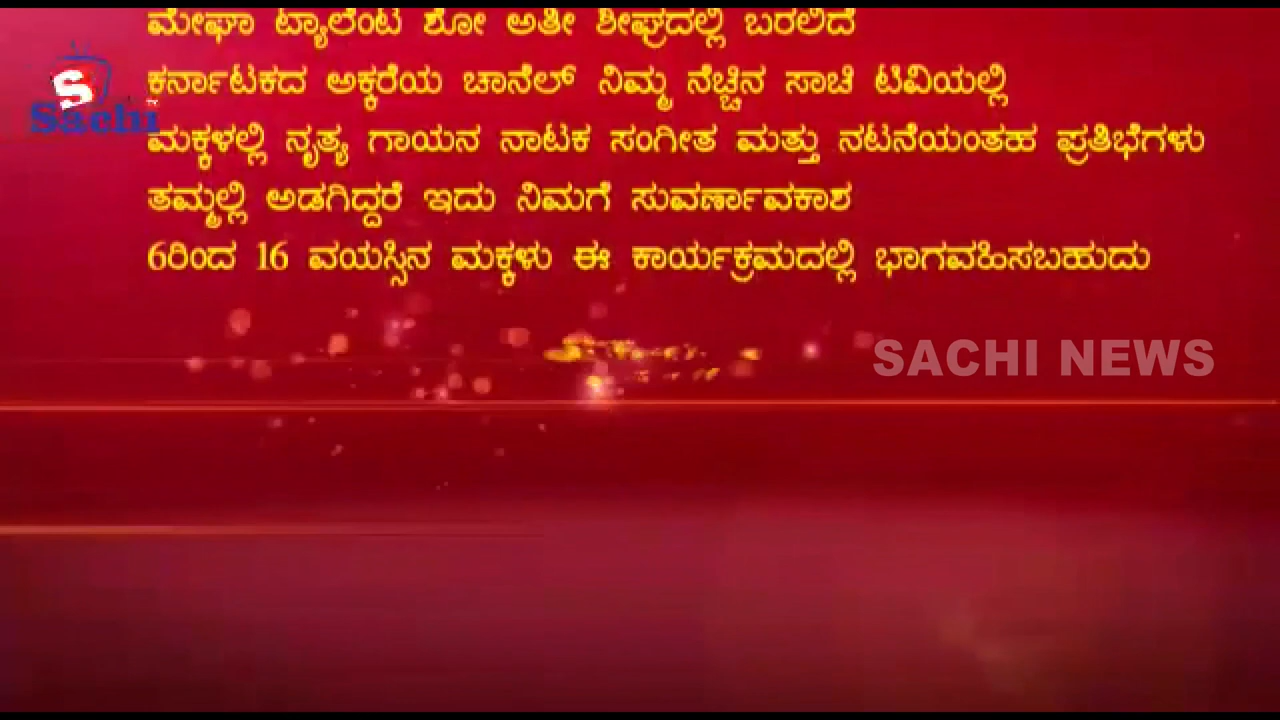 ಮೇಘಾ ಟ್ಯಾಲೆಂಟ ಶೋ ಅತೀ ಶೀಘ್ರದಲ್ಲಿ ಬರಲಿದೆ
ಕರ್ನಾಟಕದ ಅಕ್ಕರೆಯ ಚಾನೆಲ್ ನಿಮ್ಮ ನೆಚ್ಚಿನ ಸಾಚಿ ಟಿವಿಯಲ್ಲಿ
ಮಕ್ಕಳಲ್ಲಿ ನೃತ್ಯ ಗಾಯನ ನಾಟಕ ಸಂಗೀತ ಮತ್ತು ನಟನೆಯಂತಹ ಪ್ರತಿಭೆಗಳು
ತಮ್ಮಲ್ಲಿ ಅಡಗಿದ್ದರೆ ಇದು ನಿಮಗೆ ಸುವರ್ಣಾವಕಾಶ
6ರಿಂದ 16 ವಯಸ್ಸಿನ ಮಕ್ಕಳು ಈ ಕಾರ್ಯಕ್ರಮದಲ್ಲಿ ಭಾಗವಹಿಸಬಹುದು
S
Sachi
SACHI NEWS